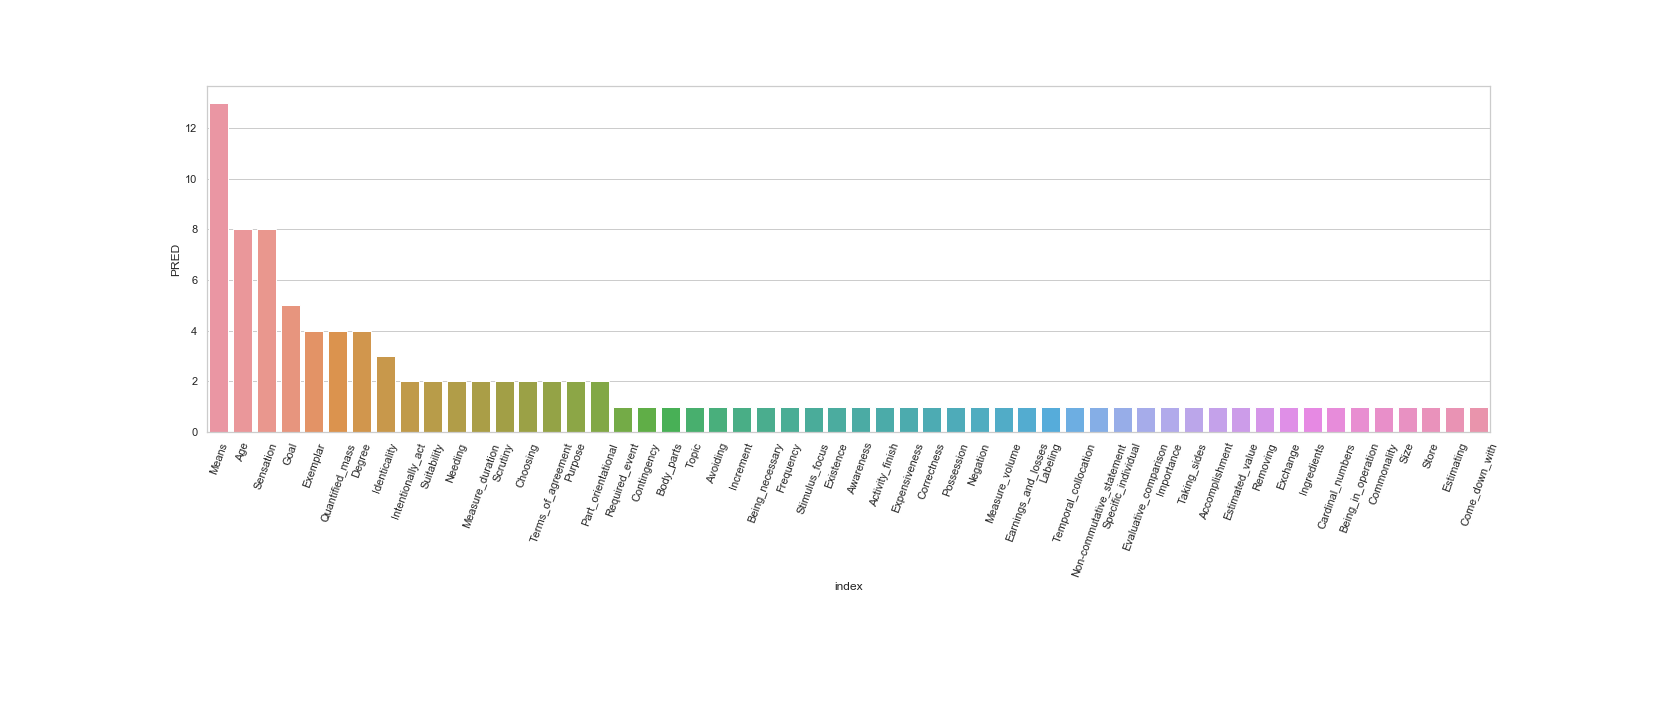 12
10
8
6
4
2
0
PRED
Means
Age
Sensation
Goal
Exemplar
Quantified_mass
Degree
Identicality
Intentionally_act
Suitability
Needing
Measure_duration
Scrutiny
Choosing
Terms_of_agreement
Purpose
Part_orientational
Required_event
Contingency
Body_parts
Topic
Avoiding
Increment
Being_necessary
Frequency
Stimulus_focus
Existence
Awareness
Activity_finish
Expensiveness
Correctness
Possession
Negation
Measure_volume
Earnings_and_losses
Labeling
Temporal_collocation
Non-commutative_statement
Specific_individual
Evaluative_comparison
Importance
Taking_sides
Accomplishment
Estimated_value
Removing
Exchange
Ingredients
Cardinal_numbers
Being_in_operation
Commonality
Size
Store
Estimating
Come_down_with
index